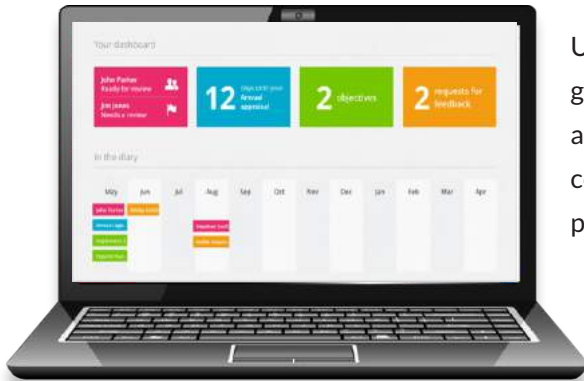 Your dashboard
John Parker
Ready for review
Jim Jones
Needs a review
12
days until your
Annual
appraisal
2 objectives
2 requests for
feedback
In the diary
May Jun Jul Aug Sep Oct Nov Dec Jan Feb Mar Apr
John Parker
U
g
a
p